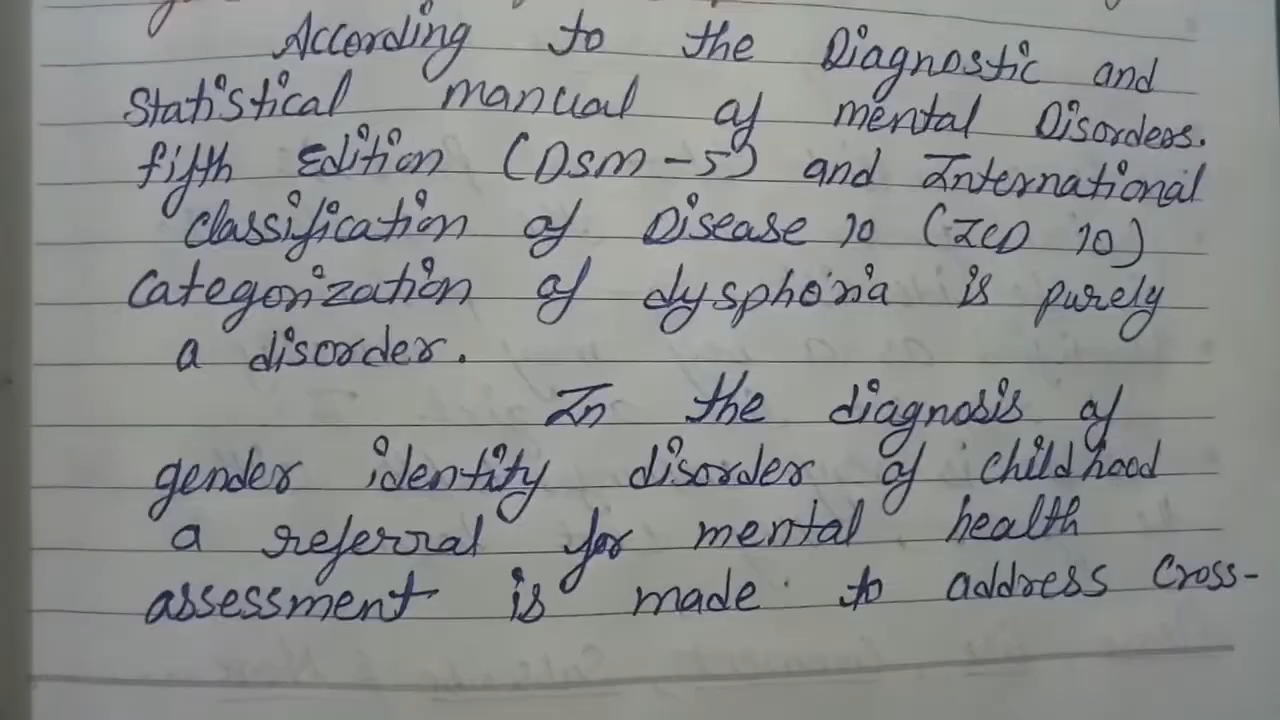 According to the Diagnostic and
Statistical manual of mental Disorders.
fifth Edition (DSM-5) and International
classification of Disease 10 (ICD 10)
categorization of dysphoria is purely
a disorder.
In the diagnosis of
gender identity disorder of childhood
a referral for mental health
assessment is made to address cross-